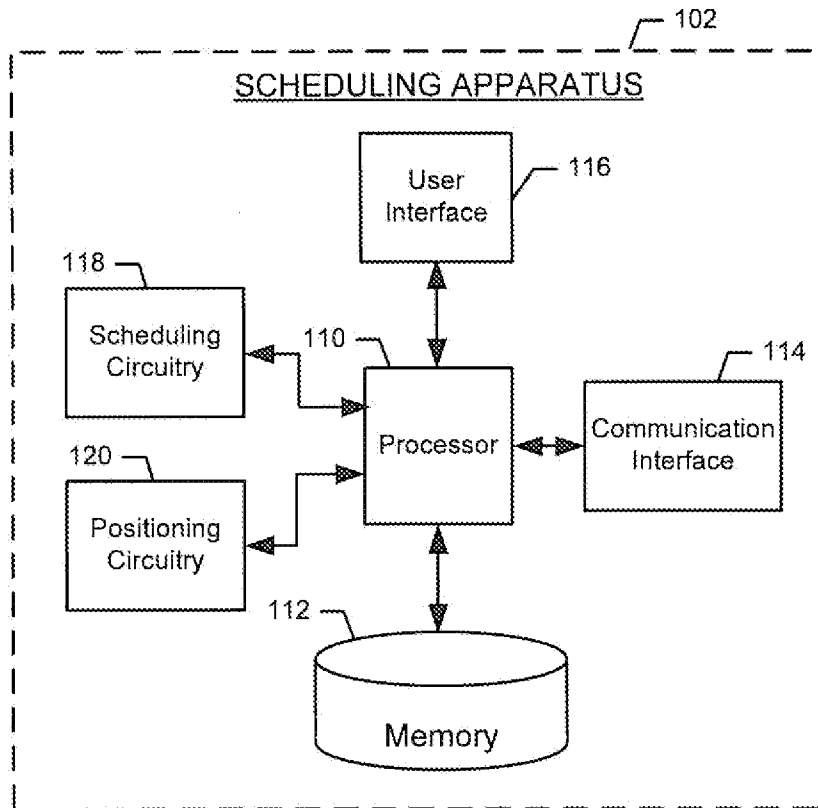 102
SCHEDULING APPARATUS
User
Interface
116
118
Scheduling
Circuitry
110
Processor
114
Communication
Interface
120
Positioning
Circuitry
112
Memory